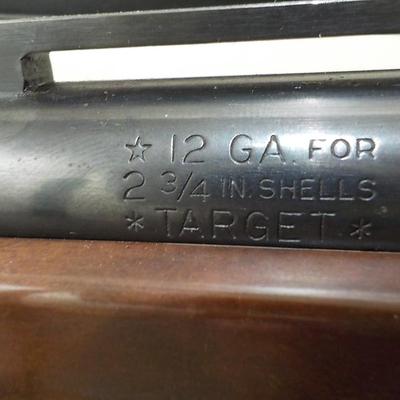 ☆ 12 GA. FOR
2 3/4 IN. SHELLS
* TARGET *